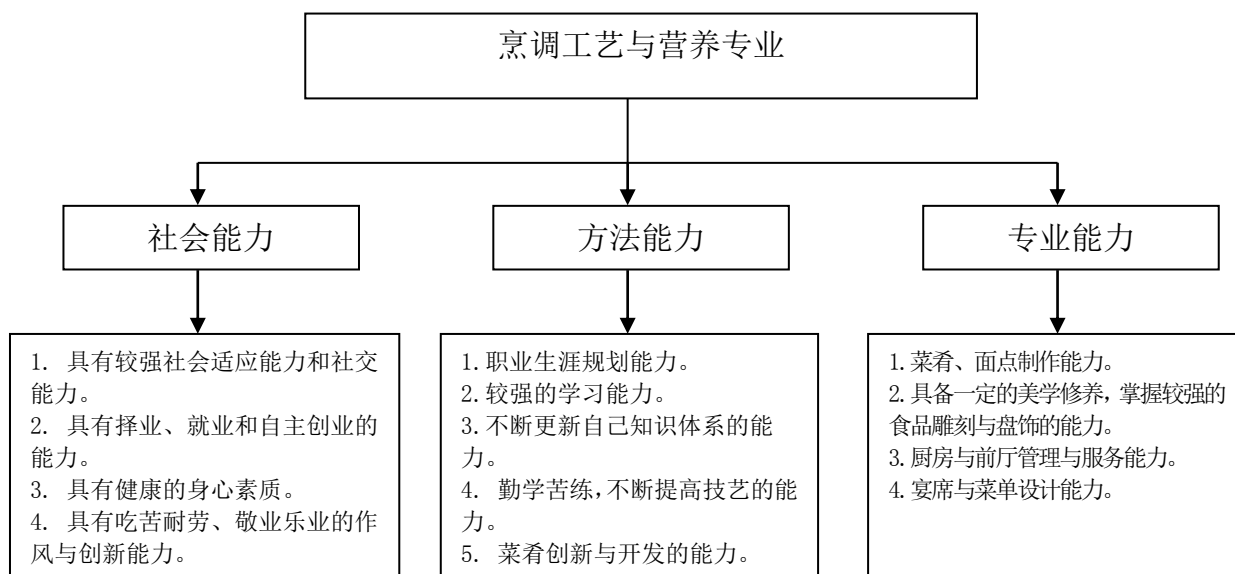 烹调工艺与营养专业
社会能力
方法能力
专业能力
1. 具有较强社会适应能力和社交
能力。
2. 具有择业、就业和自主创业的
能力。
3. 具有健康的身心素质。
4. 具有吃苦耐劳、敬业乐业的作
风与创新能力。
1.职业生涯规划能力。
2.较强的学习能力。
3.不断更新自己知识体系的能
力。
4. 勤学苦练,不断提高技艺的能
力。
5. 菜肴创新与开发的能力。
1.菜肴、面点制作能力。
2.具备一定的美学修养，掌握较强的
食品雕刻与盘饰的能力。
3.厨房与前厅管理与服务能力。
4.宴席与菜单设计能力。